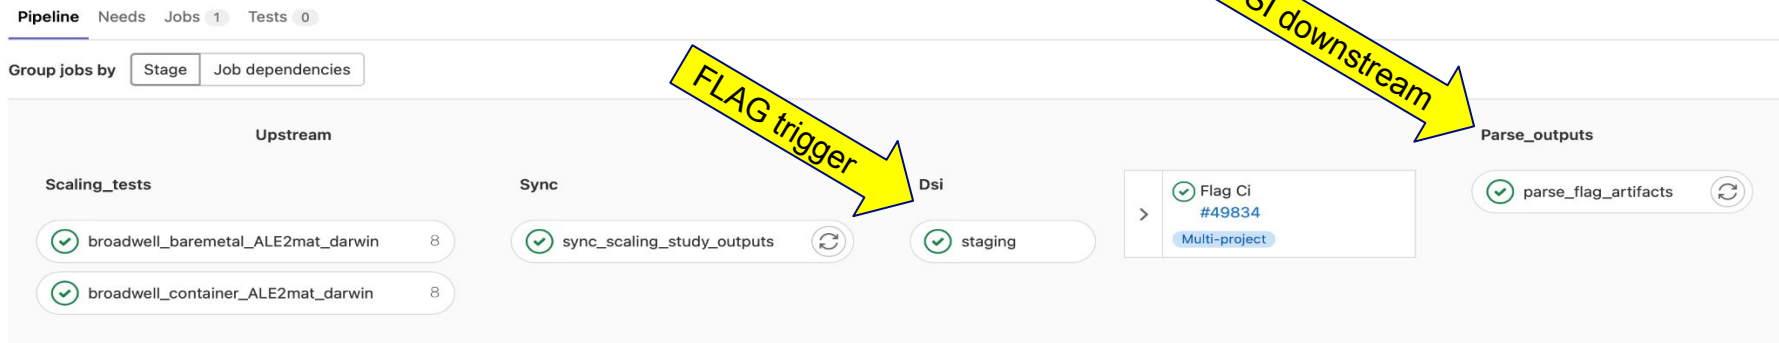 Pipeline Needs Jobs 1 Tests 0
Group jobs by Stage Job dependencies
FLAG trigger
downstream
Upstream
Parse_outputs
Scaling_tests
Sync
Dsi
Flag Ci
#49834
Multi-project
parse_flag_artifacts
broadwell_baremetal_ALE2mat_darwin 8
sync_scaling_study_outputs
staging
broadwell_container_ALE2mat_darwin 8